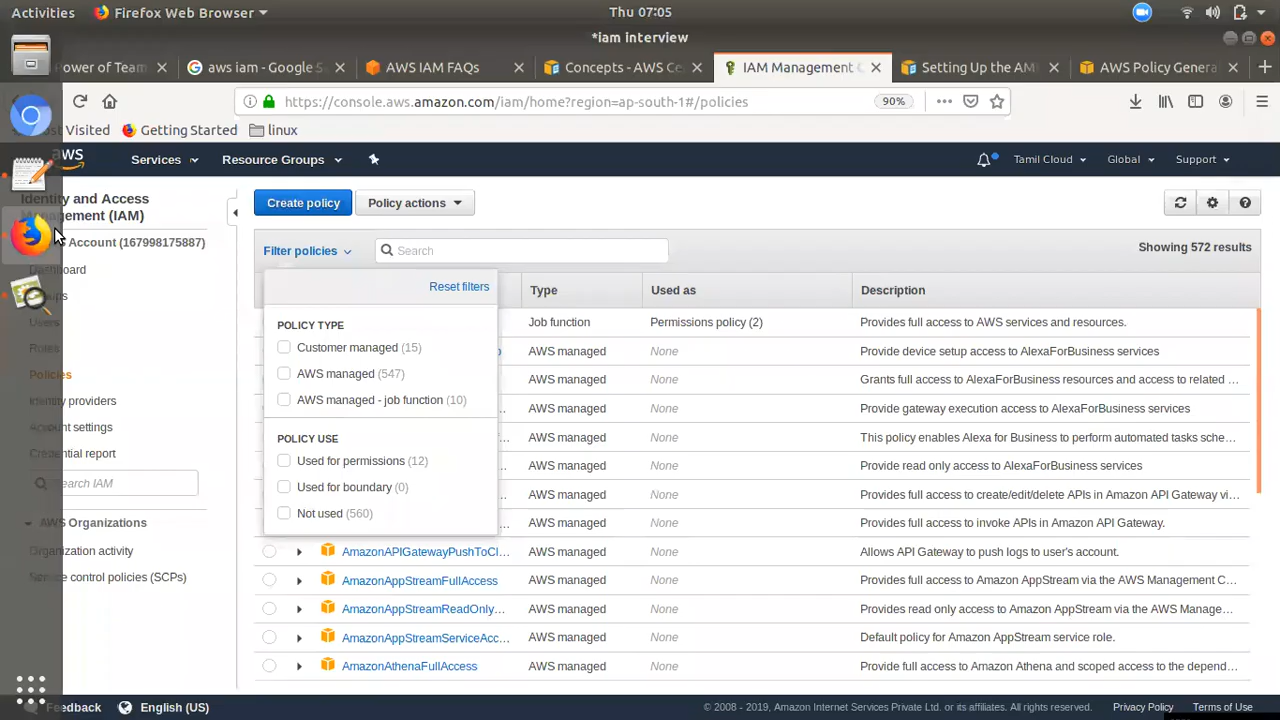 Activities Firefox Web Browser Thu 07:05
*iam interview
Power of Team aws iam - Google S AWS IAM FAQs Concepts - AWS Ce IAM Management C Setting Up the AM AWS Policy Genera
https://console.aws.amazon.com/iam/home?region=ap-south-1#/policies 90%
Most Visited Getting Started linux
aws Services Resource Groups Tamil Cloud Global Support
Identity and Access
Management (IAM)
Account (167998175887)
Dashboard
Groups
Users
Roles
Policies
Identity providers
Account settings
Credential report
Search IAM
AWS Organizations
Organization activity
Service control policies (SCPs)
Create policy Policy actions
Filter policies Search Showing 572 results
Reset filters
POLICY TYPE
Customer managed (15)
AWS managed (547)
AWS managed - job function (10)
POLICY USE
Used for permissions (12)
Used for boundary (0)
Not used (560)
Type Used as Description
Job function Permissions policy (2) Provides full access to AWS services and resources.
AWS managed None Provide device setup access to AlexaForBusiness services
AWS managed None Grants full access to AlexaForBusiness resources and access to related ...
AWS managed None Provide gateway execution access to AlexaForBusiness services
AWS managed None This policy enables Alexa for Business to perform automated tasks sche...
AWS managed None Provide read only access to AlexaForBusiness services
AWS managed None Provides full access to create/edit/delete APIs in Amazon API Gateway vi...
AWS managed None Provides full access to invoke APIs in Amazon API Gateway.
AmazonAPIGatewayPushToCl... AWS managed None Allows API Gateway to push logs to user's account.
AmazonAppStreamFullAccess AWS managed None Provides full access to Amazon AppStream via the AWS Management C...
AmazonAppStreamReadOnly... AWS managed None Provides read only access to Amazon AppStream via the AWS Manage...
AmazonAppStreamServiceAcc... AWS managed None Default policy for Amazon AppStream service role.
AmazonAthenaFullAccess AWS managed None Provide full access to Amazon Athena and scoped access to the depend...
Feedback English (US) © 2008 - 2019, Amazon Internet Services Private Ltd. or its affiliates. All rights reserved. Privacy Policy Terms of Use